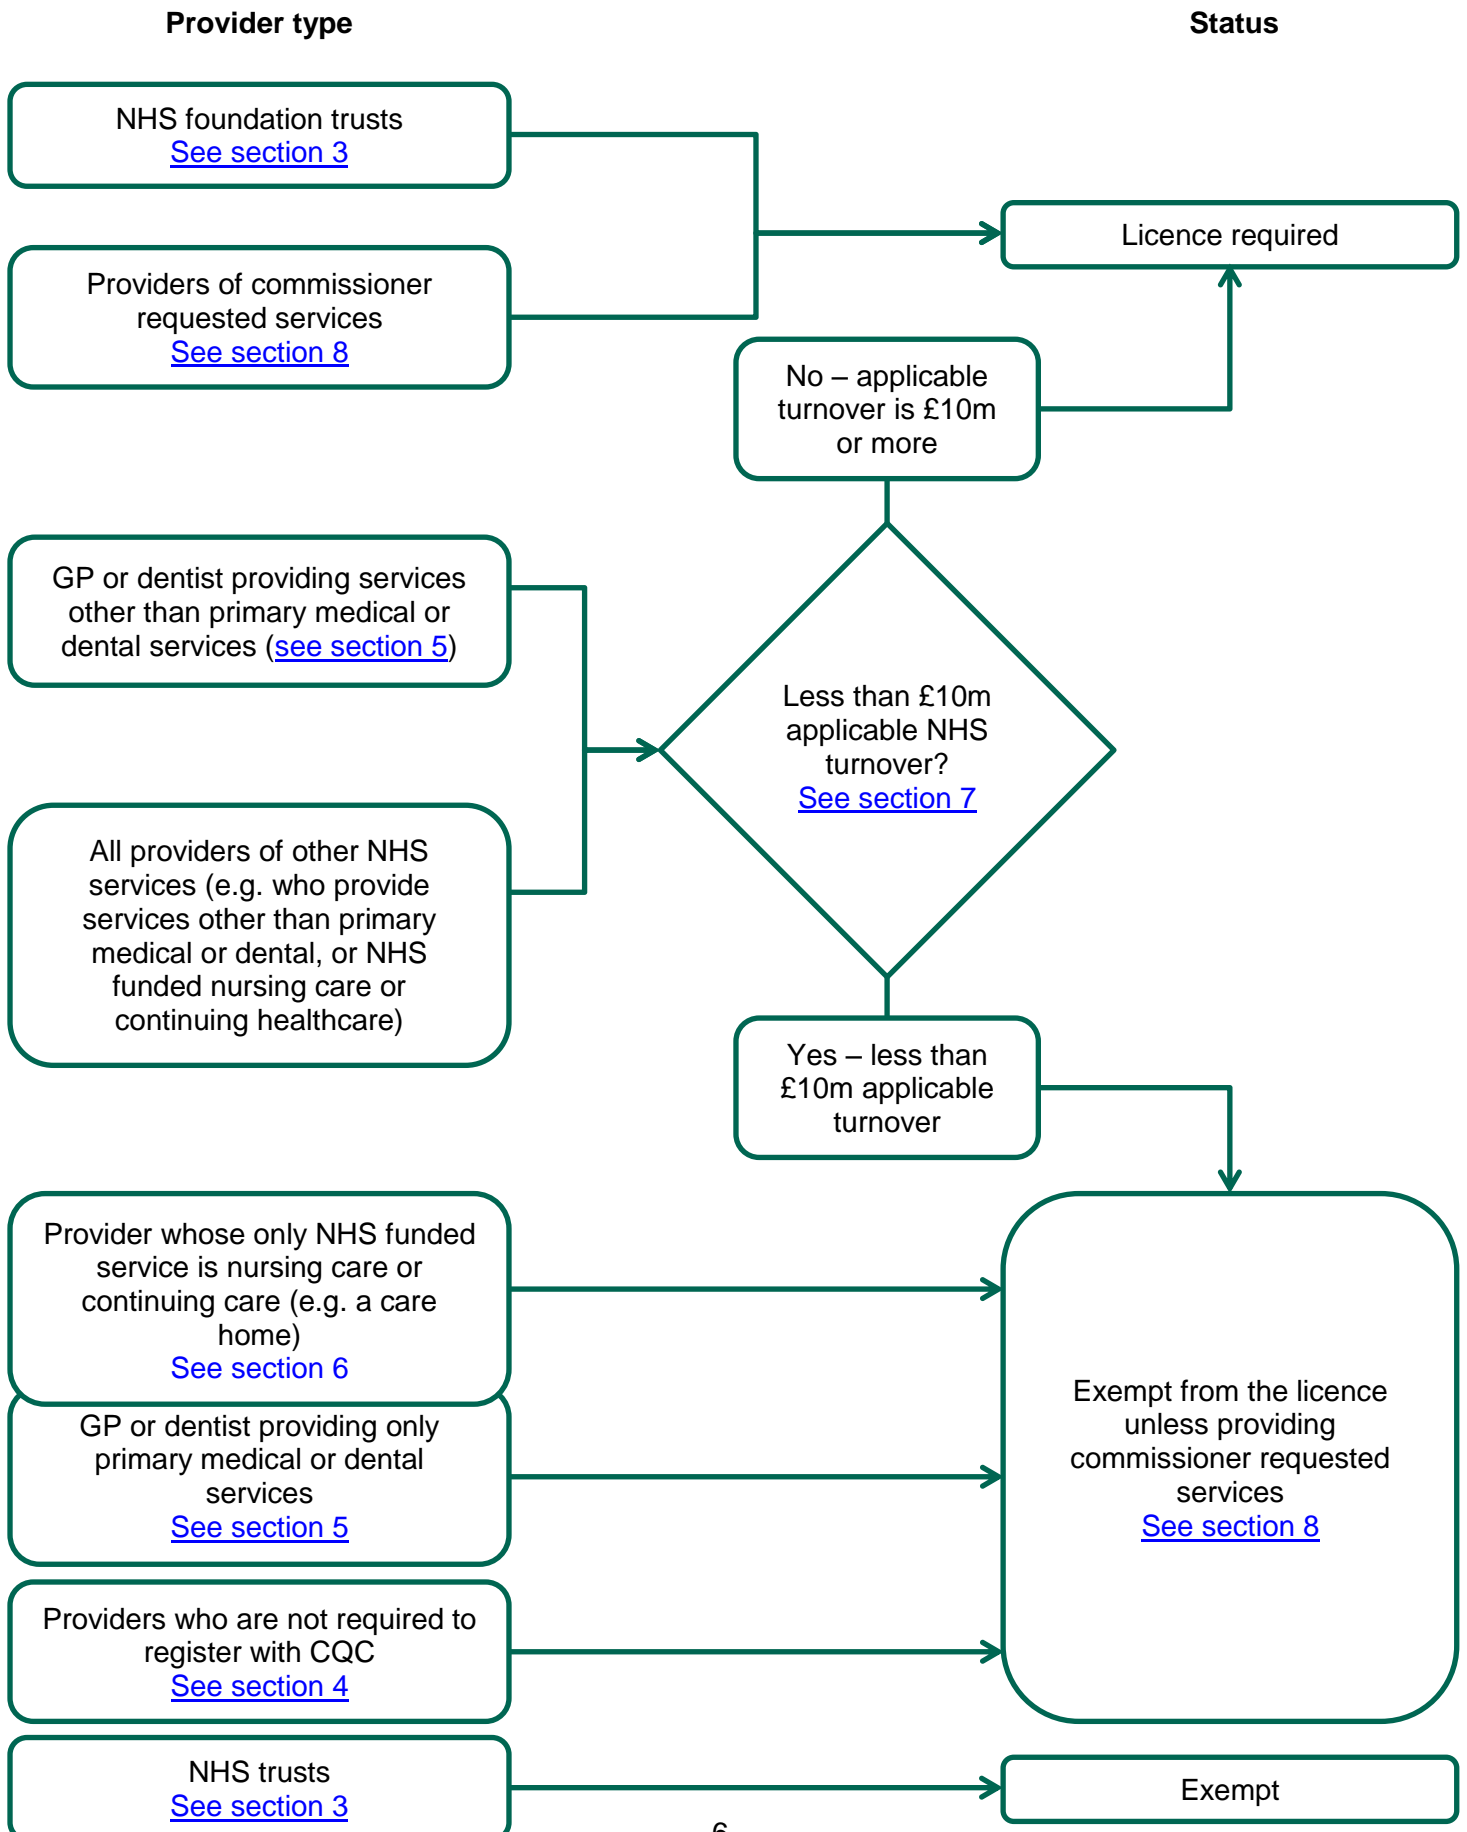 Provider type
Status
NHS foundation trusts
See section 3
Licence required
Providers of commissioner
requested services
See section 8
No – applicable
turnover is £10m
or more
GP or dentist providing services
other than primary medical or
dental services (see section 5)
Less than £10m
applicable NHS
turnover?
See section 7
All providers of other NHS
services (e.g. who provide
services other than primary
medical or dental, or NHS
funded nursing care or
continuing healthcare)
Yes – less than
£10m applicable
turnover
Provider whose only NHS funded
service is nursing care or
continuing care (e.g. a care
home)
See section 6
GP or dentist providing only
primary medical or dental
services
See section 5
Exempt from the licence
unless providing
commissioner requested
services
See section 8
Providers who are not required to
register with CQC
See section 4
NHS trusts
See section 3
Exempt
6